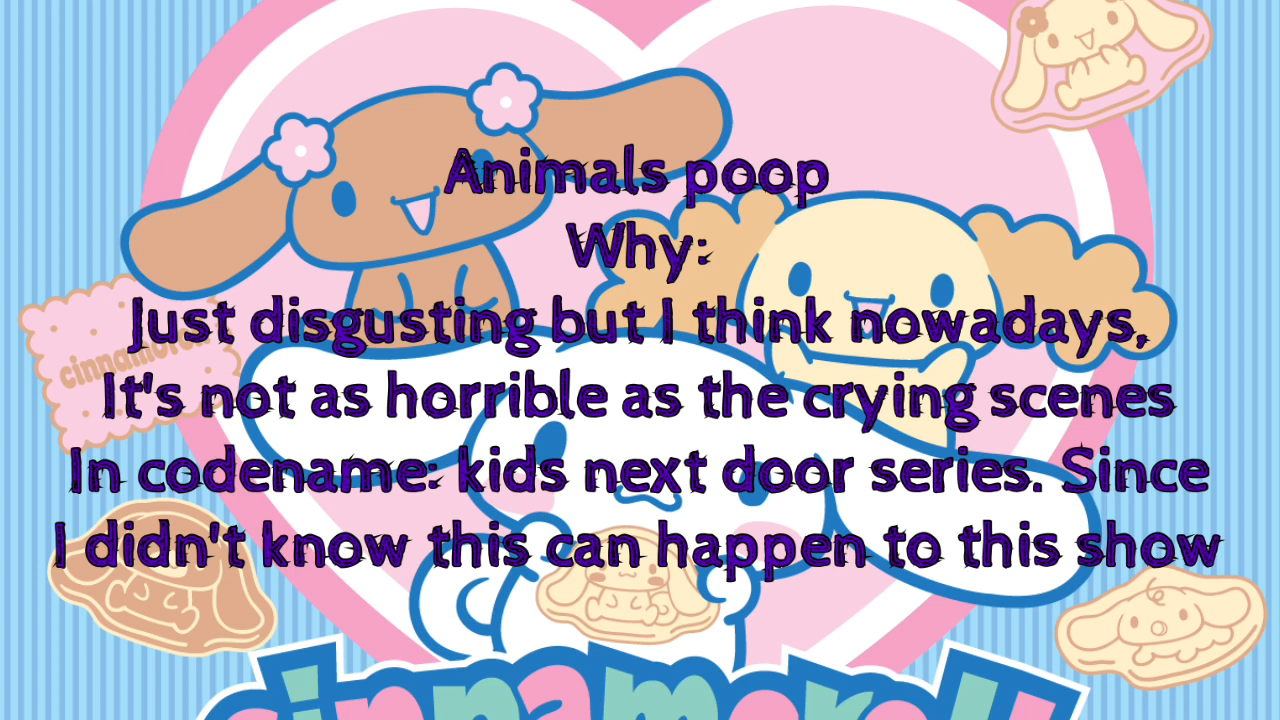 Animals poop
Why:
Just disgusting but I think nowadays,
It's not as horrible as the crying scenes
In codename: kids next door series. Since
I didn't know this can happen to this show
cinnamoroll
cinnamoroll